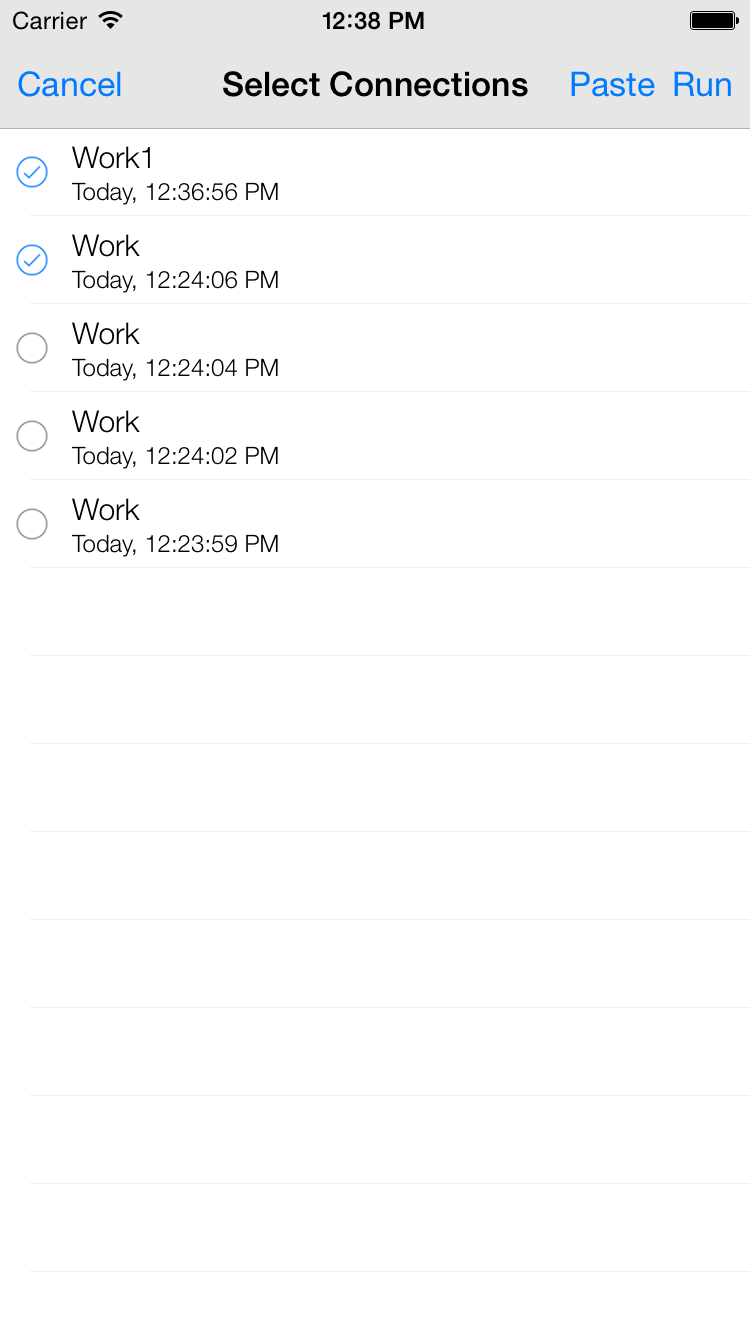 Carrier 12:38 PM
Cancel Select Connections Paste Run
Work1
Today, 12:36:56 PM
Work
Today, 12:24:06 PM
Work
Today, 12:24:04 PM
Work
Today, 12:24:02 PM
Work
Today, 12:23:59 PM